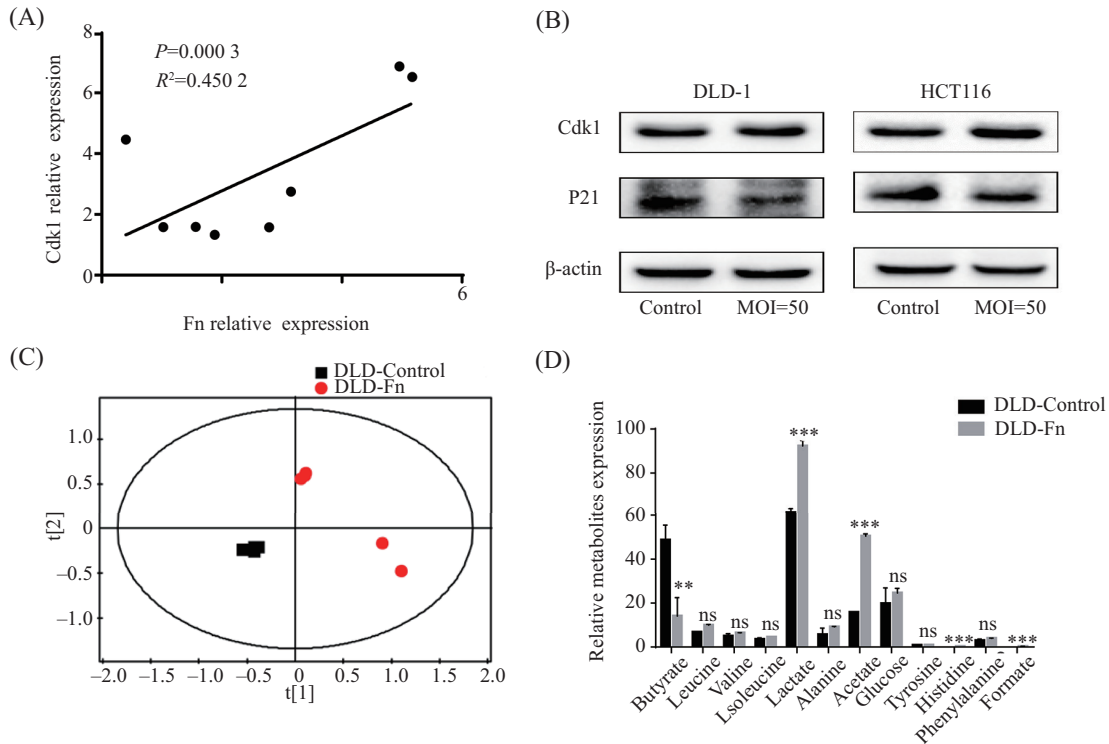 (A)
Cdk1 relative expression
8
6
4
2
0
P=0.000 3
R²=0.450 2
6
Fn relative expression
(B)
DLD-1
HCT116
Cdk1
P21
β-actin
Control
MOI=50
Control
MOI=50
(C)
DLD-Control
DLD-Fn
t[2]
1.0
0.5
0
−0.5
−1.0
−2.0
−1.5
−1.0
−0.5
0
0.5
1.0
1.5
2.0
t[1]
(D)
DLD-Control
DLD-Fn
Relative metabolites expression
100
80
60
40
20
0
**
ns
ns
ns
***
ns
***
ns
ns
***
ns
***
Butyrate
Leucine
Valine
Lsoleucine
Lactate
Alanine
Acetate
Glucose
Tyrosine
Histidine
Phenylalanine
Formate